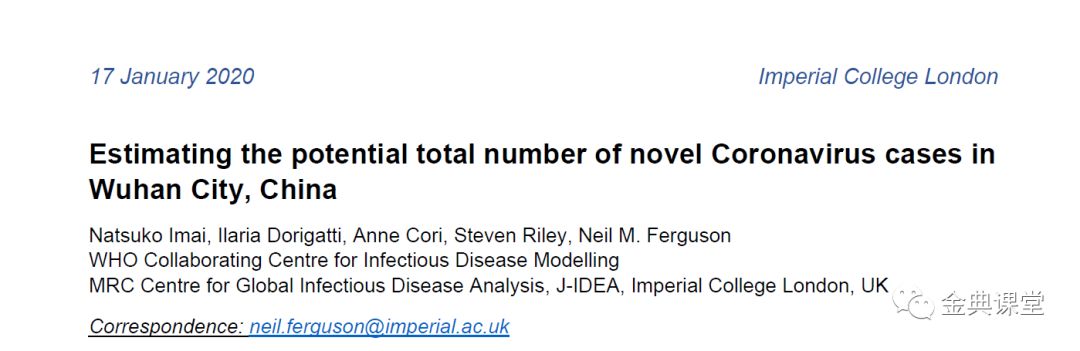 17 January 2020 Imperial College London
Estimating the potential total number of novel Coronavirus cases in
Wuhan City, China
Natsuko Imai, Ilaria Dorigatti, Anne Cori, Steven Riley, Neil M. Ferguson
WHO Collaborating Centre for Infectious Disease Modelling
MRC Centre for Global Infectious Disease Analysis, J-IDEA, Imperial College London, UK
金典课堂
Correspondence: neil.ferguson@imperial.ac.uk